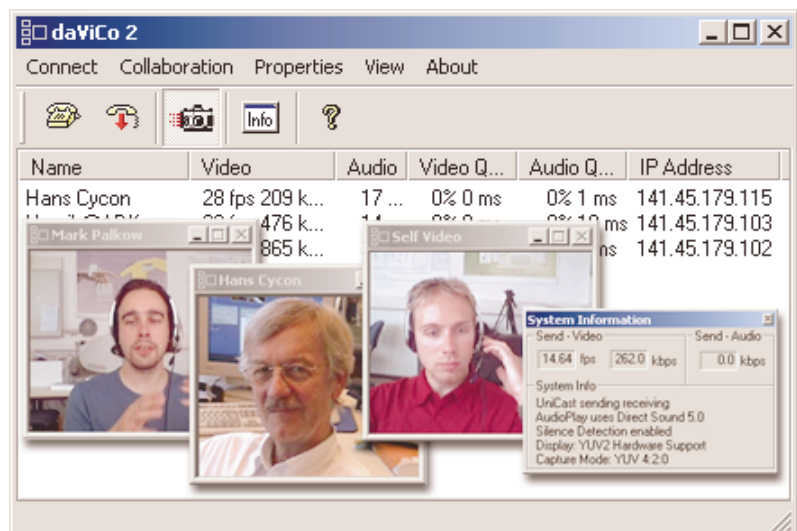 daViCo 2
Connect Collaboration Properties View About
Info
Name Video Audio Video Q... Audio Q... IP Address
Hans Cycon 28 fps 209 k... 17 ... 0% 0 ms 0% 1 ms 141.45.179.115
476 k... ms 141.45.179.103
865 k... ms 141.45.179.102
Mark Palkow
Self Video
Hans Cycon
System Information
Send - Video Send - Audio
14.64 fps 262.0 kbps 0.0 kbps
System Info
UniCast sending receiving
AudioPlay uses Direct Sound 5.0
Silence Detection enabled
Display: YUV2 Hardware Support
Capture Mode: YUV 4:2:0